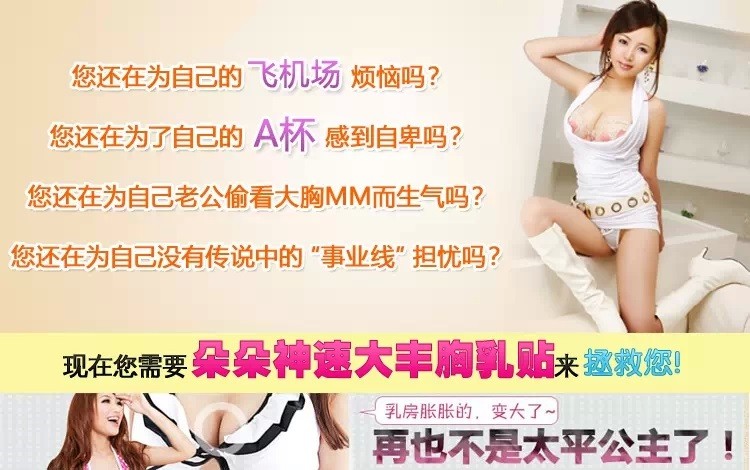 您还在为自己的 飞机场 烦恼吗?
您还在为了自己的 A杯 感到自卑吗?
您还在为自己老公偷看大胸MM而生气吗?
您还在为自己没有传说中的 “事业线” 担忧吗?
现在您需要 朵朵神速大丰胸乳贴 来 拯救您!
乳房胀胀的，变大了~
再也不是太平公主了！